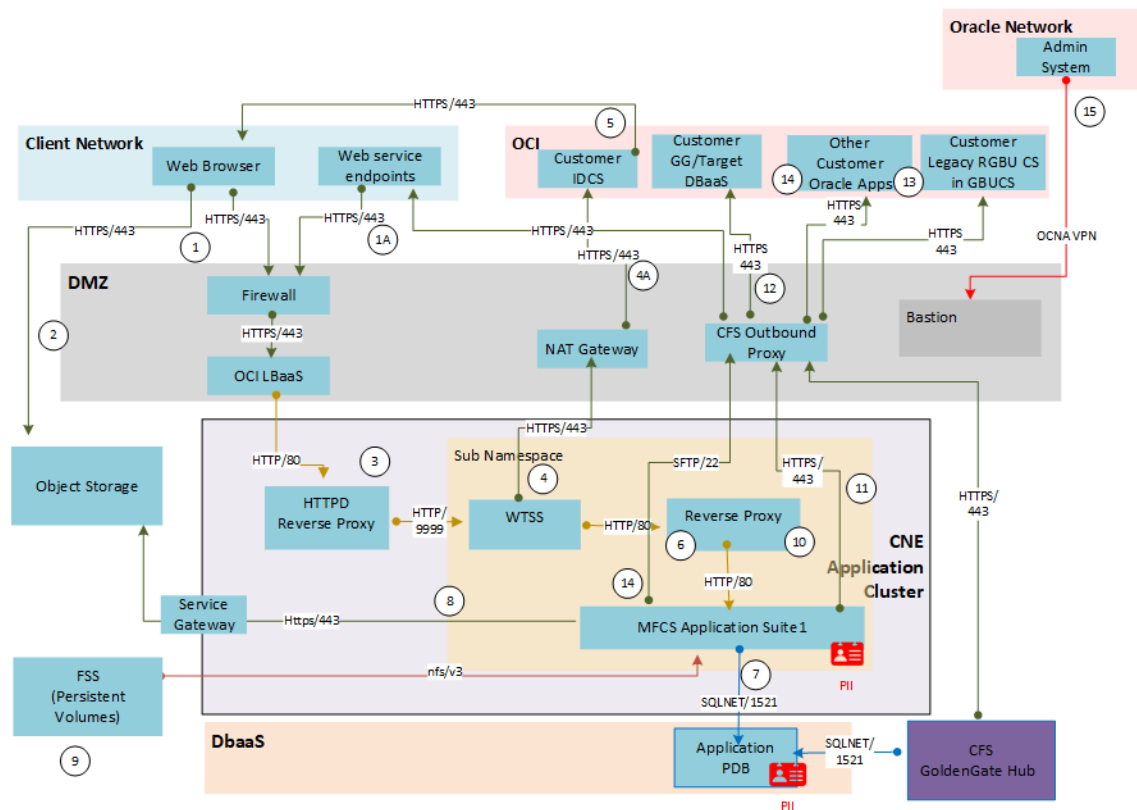 Oracle Network
Admin
System
15
HTTPS/443
5
Client Network
Web Browser
Web service
endpoints
OCI
Customer
IDCS
Customer
GG/Target
DBaaS
14
Other
Customer
Oracle Apps
13
Customer
Legacy RGBU CS
in GBUCS
HTTPS/443
1
HTTPS/443
HTTPS/443
1A
HTTPS/443
HTTPS/443
HTTPS
443
HTTPS
443
HTTPS
443
OCNA VPN
DMZ
2
Firewall
4A
12
HTTPS/443
NAT Gateway
CFS Outbound
Proxy
Bastion
OCI LBaaS
HTTP/80
3
HTTPS/443
Sub Namespace
4
SFTP/22
HTTPS/
443
11
HTTPS/
443
Object Storage
HTTPD
Reverse Proxy
HTTP/
9999
WTSS
HTTP/80
Reverse Proxy
6
10
CNE
Application
Cluster
HTTP/80
14
Service
Gateway
Https/443
8
MFCS Application Suite1
PII
FSS
(Persistent
Volumes)
9
nfs/v3
7
SQLNET/1521
DbaaS
Application
PDB
PII
SQLNET/
1521
CFS
GoldenGate Hub